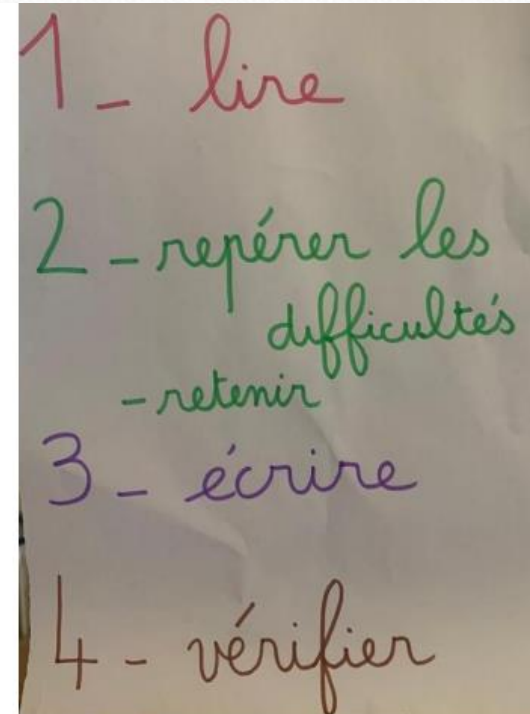 1- lire
2 - repérer les
difficultés
- retenir
3 - écrire
4 - vérifier